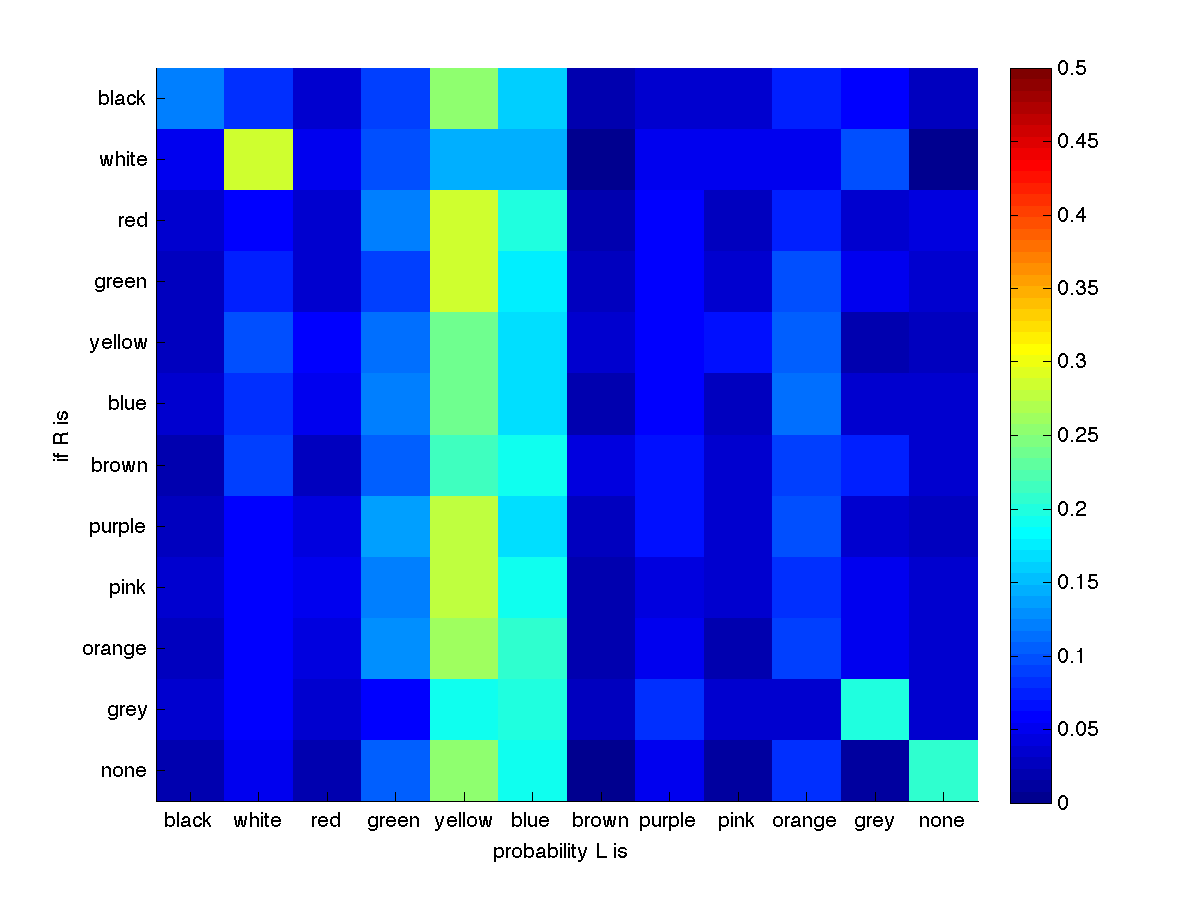 black
white
red
green
yellow
blue
brown
purple
pink
orange
grey
none
if R is
black white red green yellow blue brown purple pink orange grey none
probability L is
0.5
0.45
0.4
0.35
0.3
0.25
0.2
0.15
0.1
0.05
0